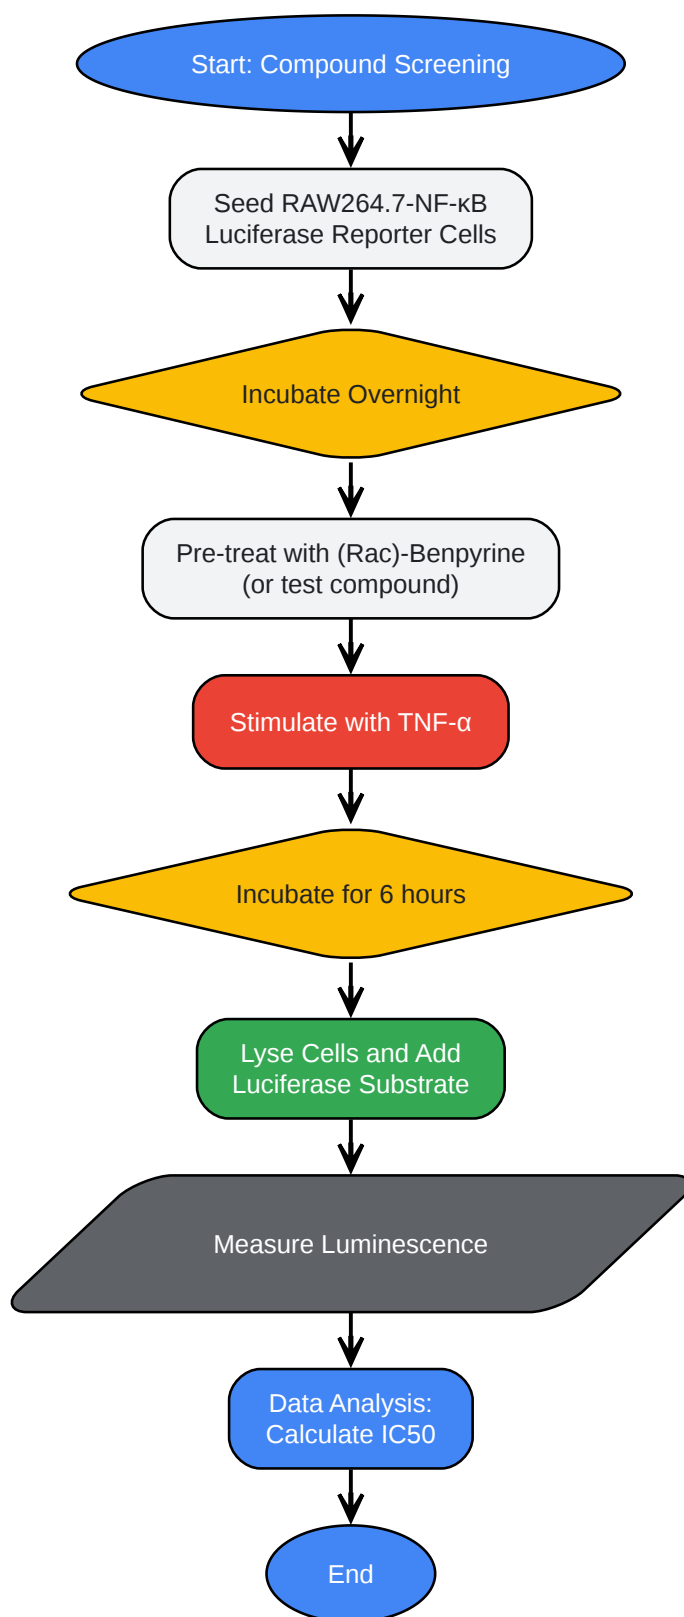 Start: Compound Screening
Seed RAW264.7-NF-κB
Luciferase Reporter Cells
Incubate Overnight
Pre-treat with (Rac)-Benpyrine
(or test compound)
Stimulate with TNF-α
Incubate for 6 hours
Lyse Cells and Add
Luciferase Substrate
Measure Luminescence
Data Analysis:
Calculate IC50
End